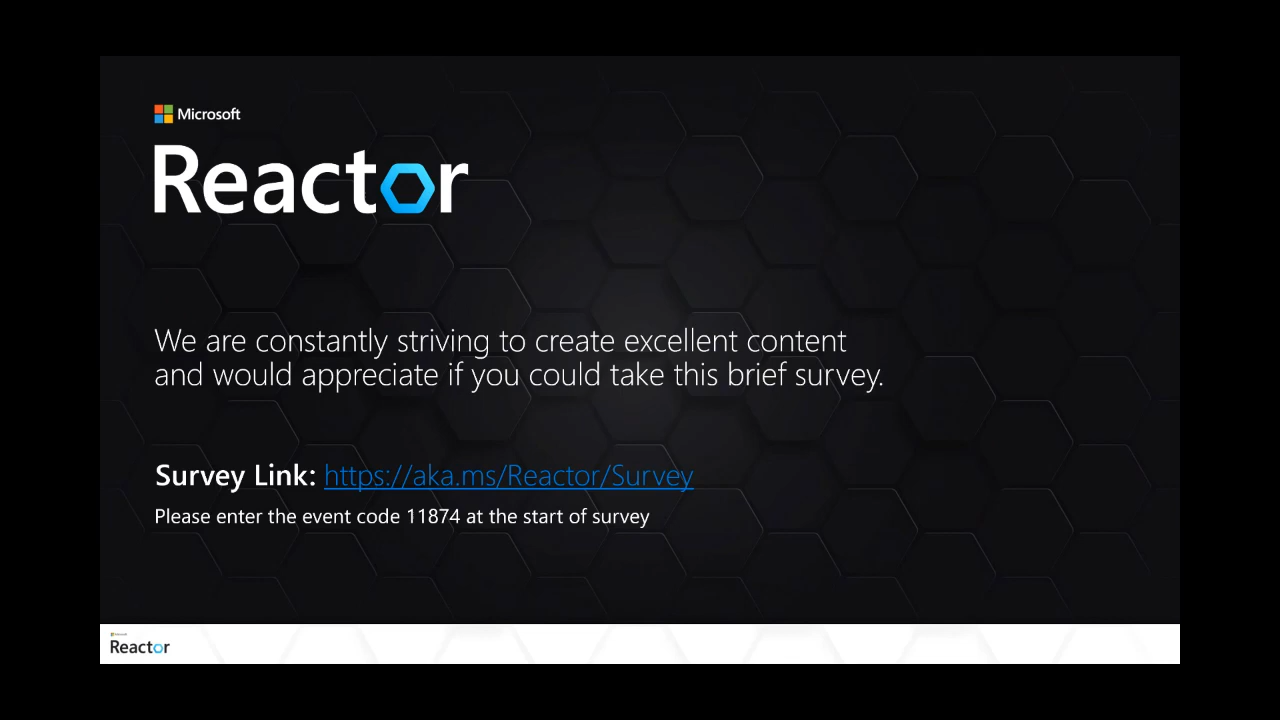 Microsoft
Reactor
We are constantly striving to create excellent content
and would appreciate if you could take this brief survey.
Survey Link: https://aka.ms/Reactor/Survey
Please enter the event code 11874 at the start of survey
Microsoft
Reactor